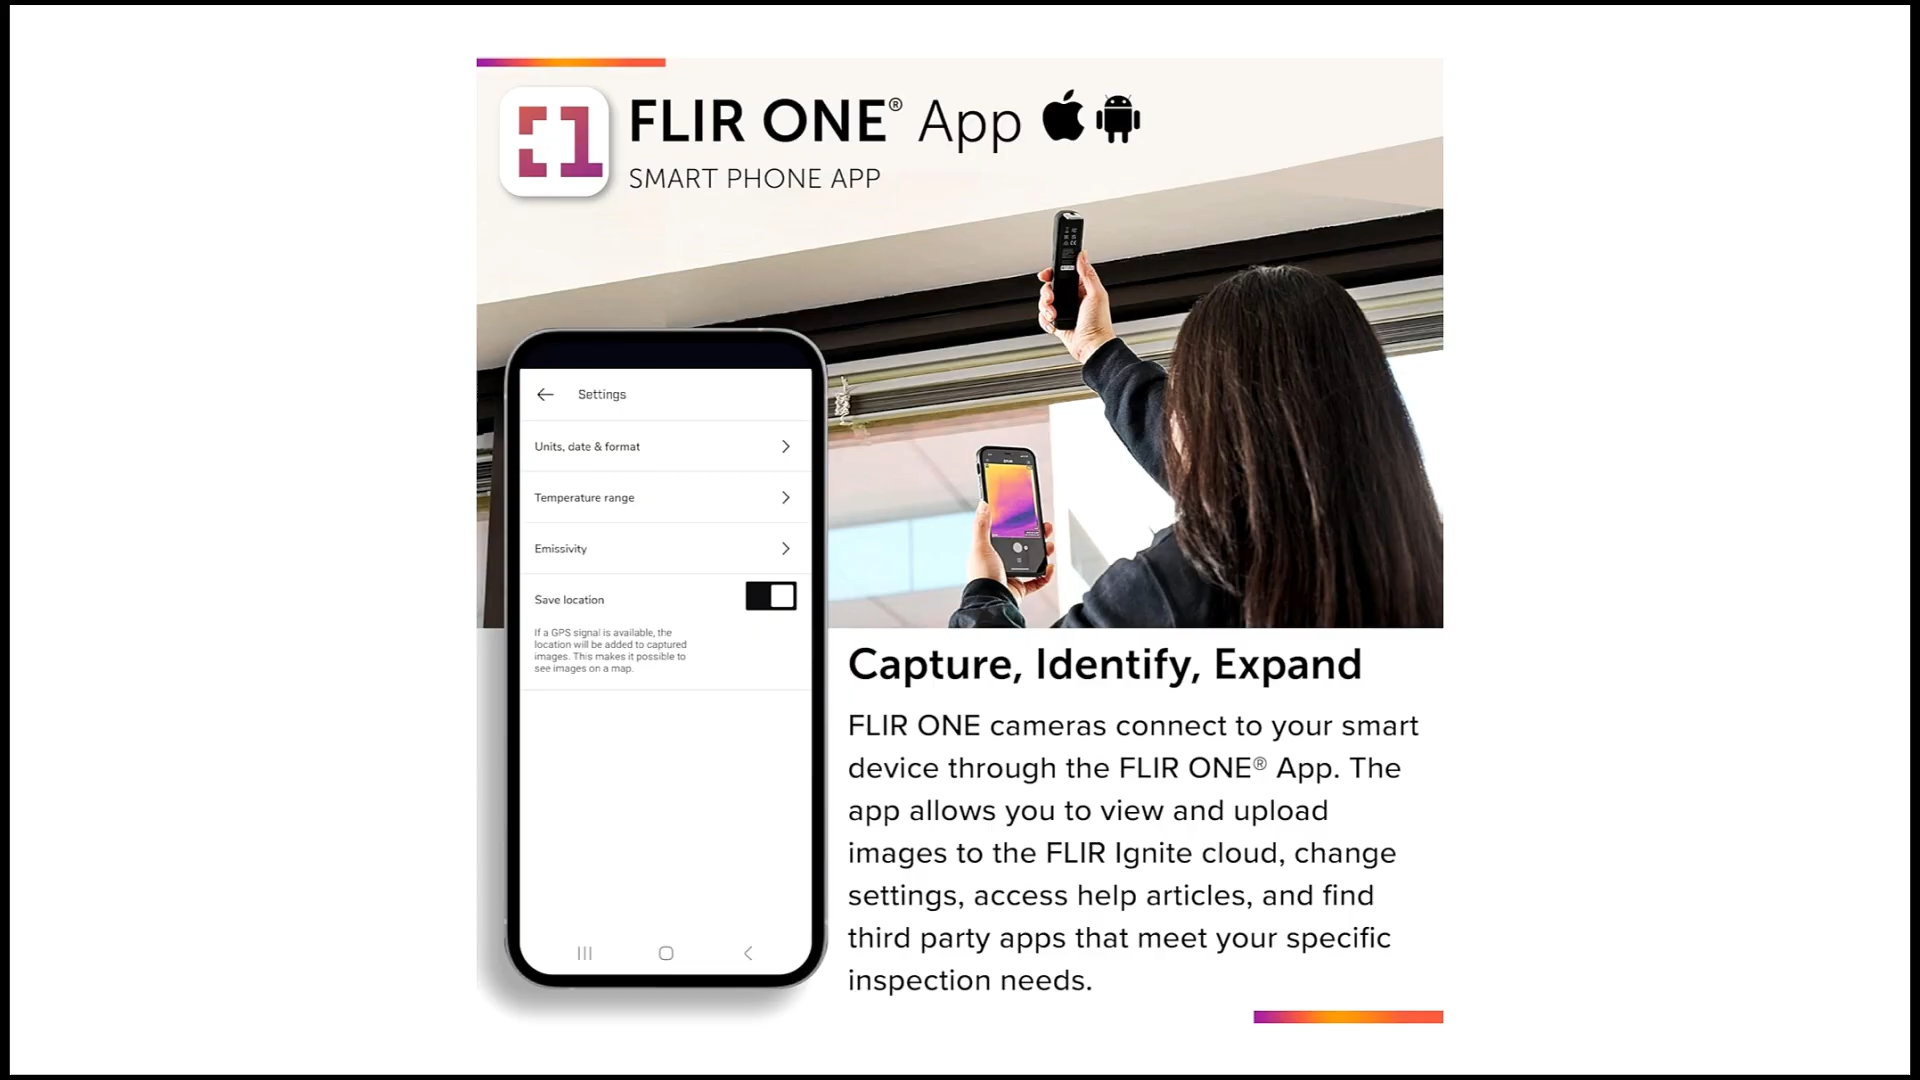 FLIR ONE® App
SMART PHONE APP
Settings
Units, date & format
Temperature range
Emissivity
Save location
If a GPS signal is available, the
location will be added to captured
images. This makes it possible to
see images on a map.
Capture, Identify, Expand
FLIR ONE cameras connect to your smart
device through the FLIR ONE® App. The
app allows you to view and upload
images to the FLIR Ignite cloud, change
settings, access help articles, and find
third party apps that meet your specific
inspection needs.